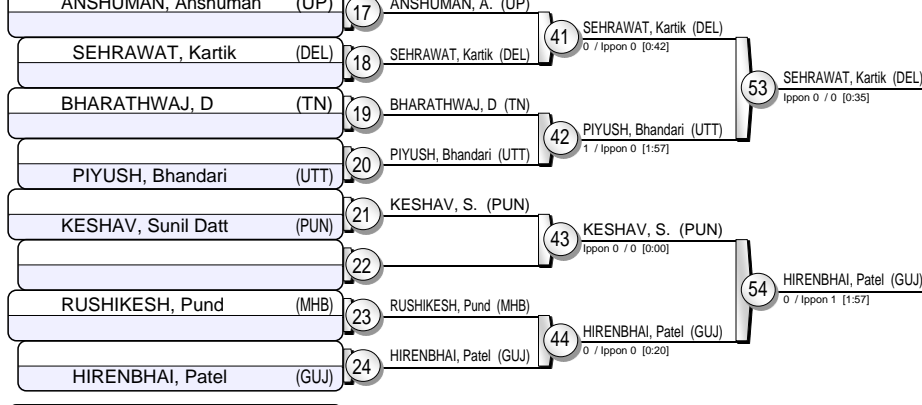 ANSHUMAN, Anshuman (UP)
17
ANSHUMAN, A. (UP)
SEHRAWAT, Kartik (DEL)
18
SEHRAWAT, Kartik (DEL)
41
SEHRAWAT, Kartik (DEL)
0 / Ippon 0 [0:42]
BHARATHWAJ, D (TN)
19
BHARATHWAJ, D (TN)
PIYUSH, Bhandari (UTT)
20
PIYUSH, Bhandari (UTT)
42
PIYUSH, Bhandari (UTT)
1 / Ippon 0 [1:57]
53
SEHRAWAT, Kartik (DEL)
Ippon 0 / 0 [0:35]
KESHAV, Sunil Datt (PUN)
21
KESHAV, S. (PUN)
22
43
KESHAV, S. (PUN)
Ippon 0 / 0 [0:00]
RUSHIKESH, Pund (MHB)
23
RUSHIKESH, Pund (MHB)
HIRENBHAI, Patel (GUJ)
24
HIRENBHAI, Patel (GUJ)
44
HIRENBHAI, Patel (GUJ)
0 / Ippon 0 [0:20]
54
HIRENBHAI, Patel (GUJ)
0 / Ippon 1 [1:57]